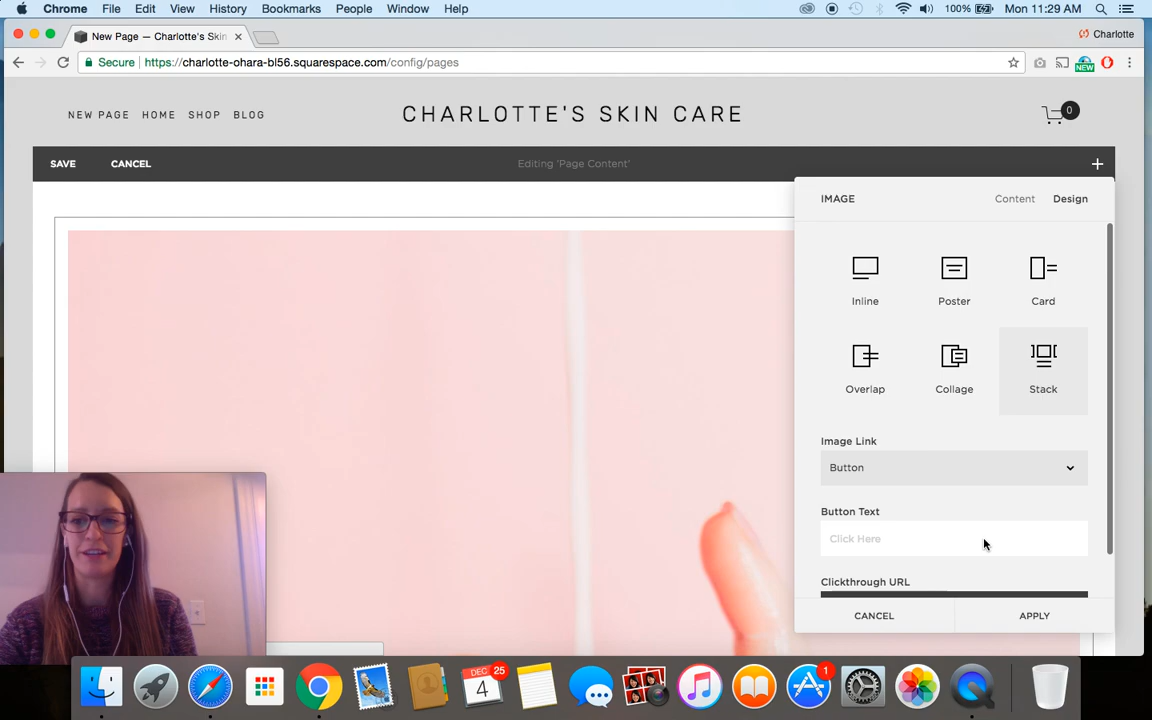 Chrome File Edit View History Bookmarks People Window Help 100% Mon 11:29 AM
New Page — Charlotte's Skin Charlotte
Secure https://charlotte-ohara-bl56.squarespace.com/config/pages NEW
NEW PAGE HOME SHOP BLOG CHARLOTTE'S SKIN CARE 0
SAVE CANCEL Editing 'Page Content' +
IMAGE Content Design
Inline Poster Card
Overlap Collage Stack
Image Link
Button
Button Text
Click Here
Clickthrough URL
CANCEL APPLY
DEC 25
4 1